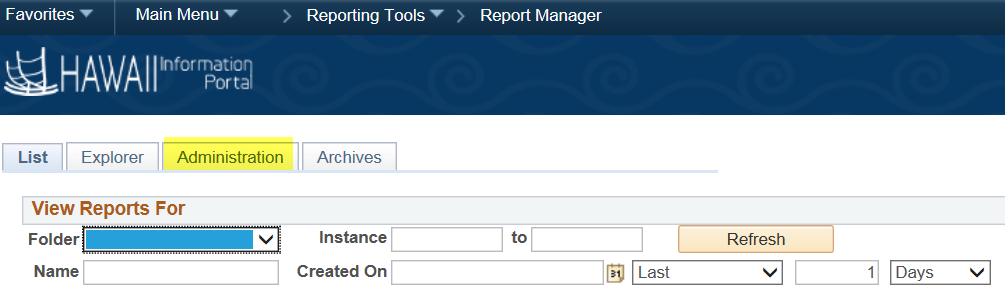 Favorites Main Menu Reporting Tools Report Manager
HAWAII Information
Portal
List Explorer Administration Archives
View Reports For
Folder Instance to Refresh
Name Created On 31 Last 1 Days